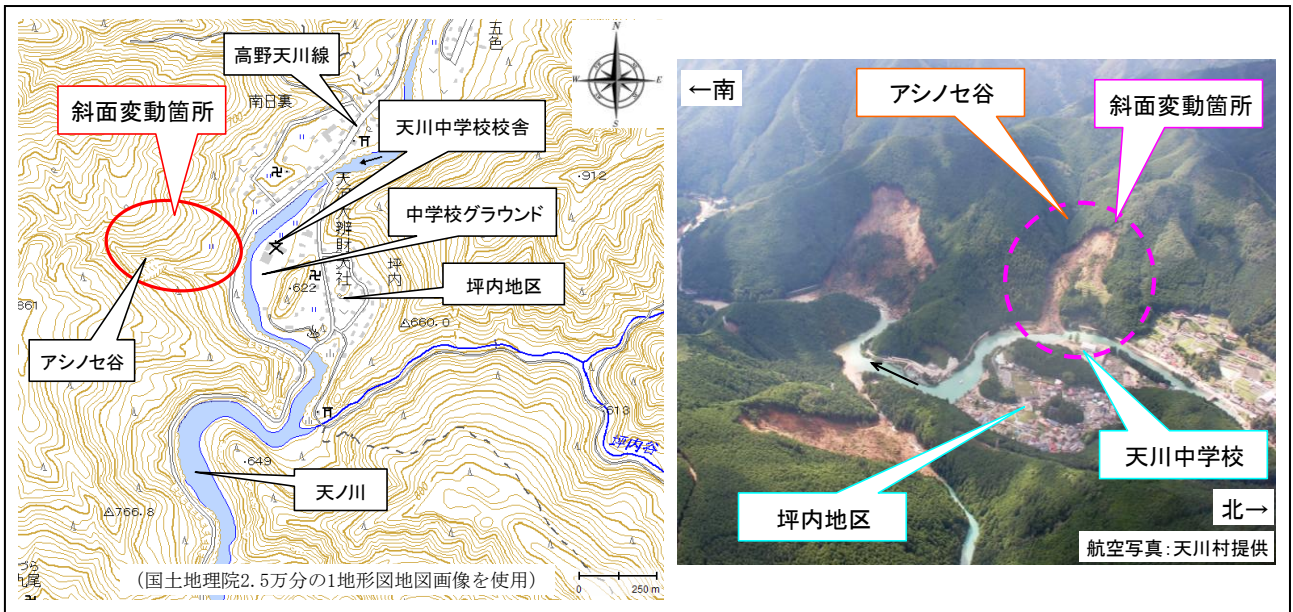 五色
高野天川線
N
W
E
S
南日裏
斜面変動箇所
天川中学校校舎
・912
天河大辨財天社
中学校グラウンド
坪内
・622
坪内地区
861
△660.0
アシノセ谷
・613
坪内谷
・649
天ノ川
△766.8
九尾
(国土地理院2.5万分の1地形図地図画像を使用)
0
250 m
←南
アシノセ谷
斜面変動箇所
天川中学校
坪内地区
北→
航空写真:天川村提供